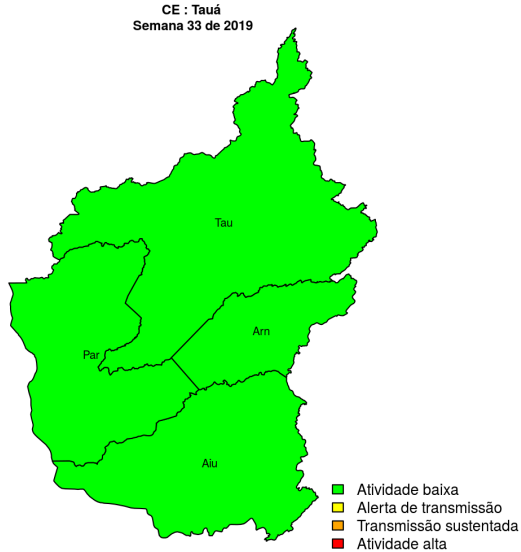 CE : Tauá
Semana 33 de 2019
Tau
Arn
Par
Aiu
Atividade baixa
Alerta de transmissão
Transmissão sustentada
Atividade alta